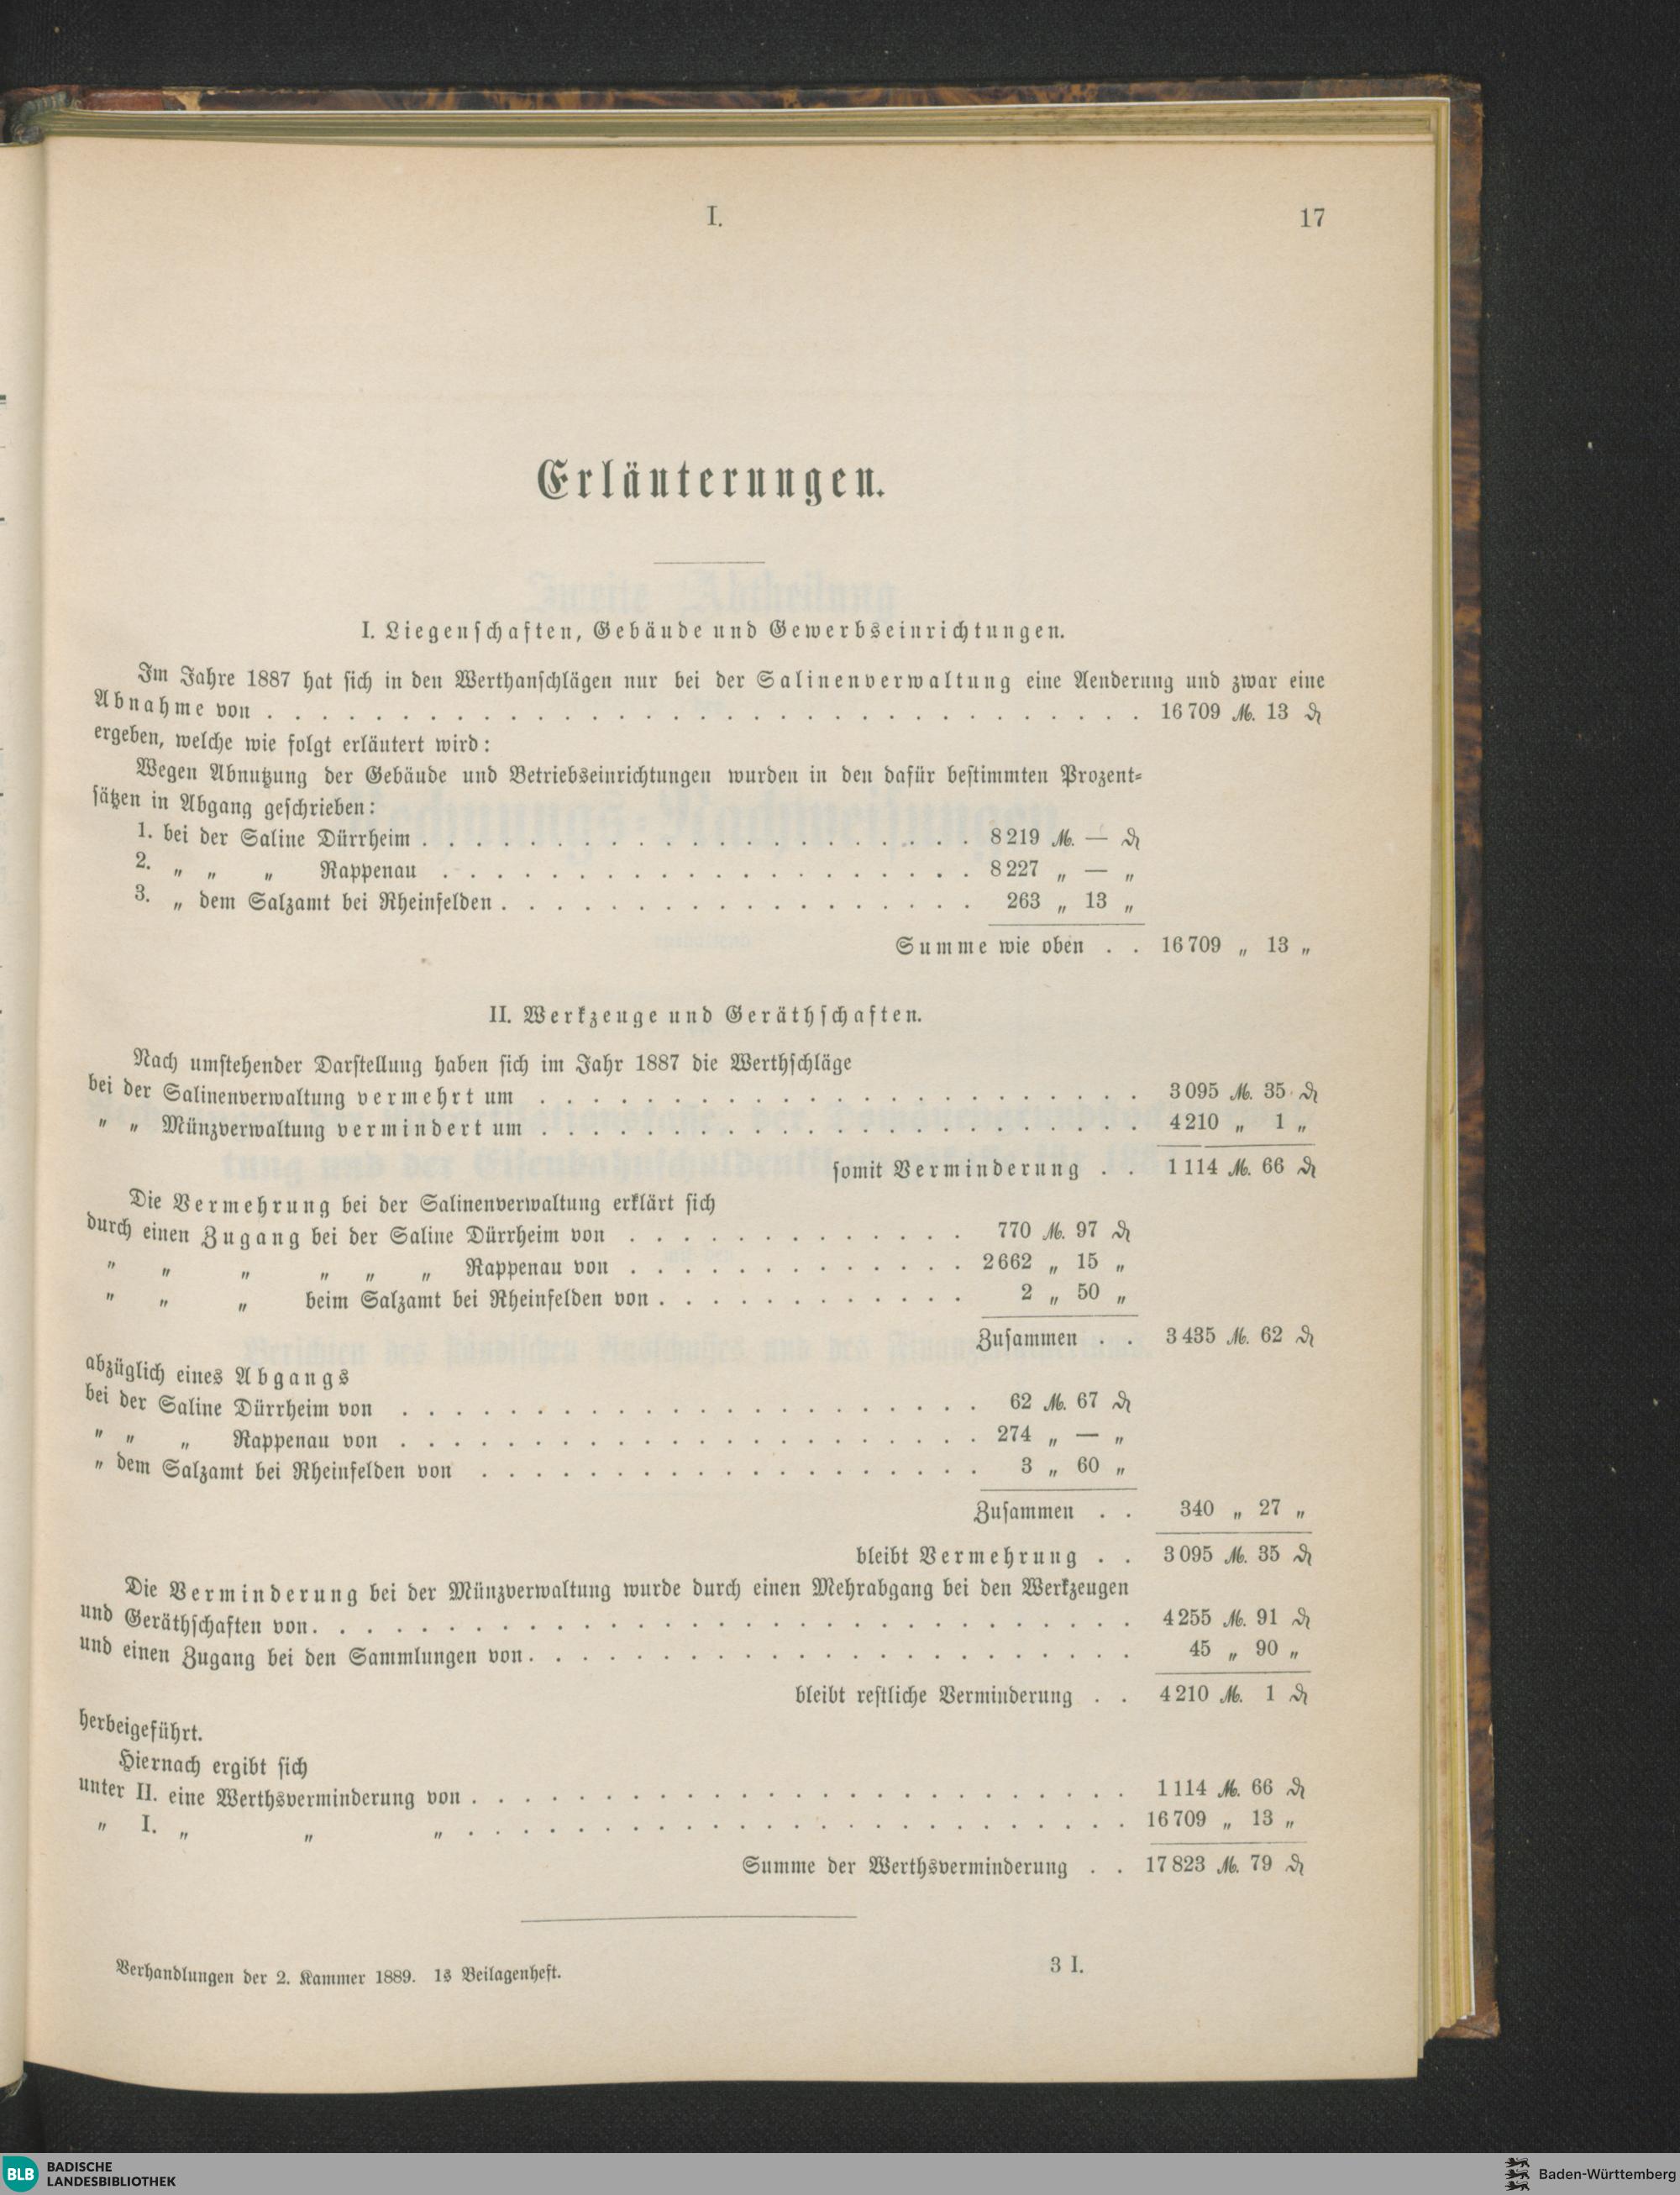 I. 17
Erläuterungen.
I. Liegenschaften, Gebäude und Gewerbseinrichtungen.
Im Jahre 1887 hat sich in den Werthanschlägen nur bei der Salinenverwaltung eine Aenderung und zwar eine
Abnahme von . . . . . . . . . . 16 709 ℳ. 13 ₰
ergeben, welche wie folgt erläutert wird:
Wegen Abnutzung der Gebäude und Betriebseinrichtungen wurden in den dafür bestimmten Prozent-
sätzen in Abgang geschrieben:
1. bei der Saline Dürrheim . . . . . . . . . . 8 219 ℳ. — ₰
2. „ „ „ Rappenau . . . . . . . . . . 8 227 „ — „
3. „ dem Salzamt bei Rheinfelden . . . . . . . . . . 263 „ 13 „
Summe wie oben . . 16 709 „ 13 „
II. Werkzeuge und Geräthschaften.
Nach umstehender Darstellung haben sich im Jahr 1887 die Werthschläge
bei der Salinenverwaltung vermehrt um . . . . . . . . . . 3 095 ℳ. 35 ₰
„ „ Münzverwaltung vermindert um . . . . . . . . . . 4 210 „ 1 „
somit Verminderung . . 1 114 ℳ. 66 ₰
Die Vermehrung bei der Salinenverwaltung erklärt sich
durch einen Zugang bei der Saline Dürrheim von . . . . . . . . . . 770 ℳ. 97 ₰
„ „ „ „ „ „ Rappenau von . . . . . . . . . . 2 662 „ 15 „
„ „ „ beim Salzamt bei Rheinfelden von . . . . . . . . . . 2 „ 50 „
Zusammen . . 3 435 ℳ. 62 ₰
abzüglich eines Abgangs
bei der Saline Dürrheim von . . . . . . . . . . 62 ℳ. 67 ₰
„ „ „ Rappenau von . . . . . . . . . . 274 „ — „
„ dem Salzamt bei Rheinfelden von . . . . . . . . . . 3 „ 60 „
Zusammen . . 340 „ 27 „
bleibt Vermehrung . . 3 095 ℳ. 35 ₰
Die Verminderung bei der Münzverwaltung wurde durch einen Mehrabgang bei den Werkzeugen
und Geräthschaften von . . . . . . . . . . 4 255 ℳ. 91 ₰
und einen Zugang bei den Sammlungen von . . . . . . . . . . 45 „ 90 „
bleibt restliche Verminderung . . 4 210 ℳ. 1 ₰
herbeigeführt.
Hiernach ergibt sich
unter II. eine Werthsverminderung von . . . . . . . . . . 1 114 ℳ. 66 ₰
„ I. „ „ „ . . . . . . . . . . 16 709 „ 13 „
Summe der Werthsverminderung . . 17 823 ℳ. 79 ₰
Verhandlungen der 2. Kammer 1889. 1s Beilagenheft. 3 I.
BLB BADISCHE
LANDESBIBLIOTHEK
Baden-Württemberg